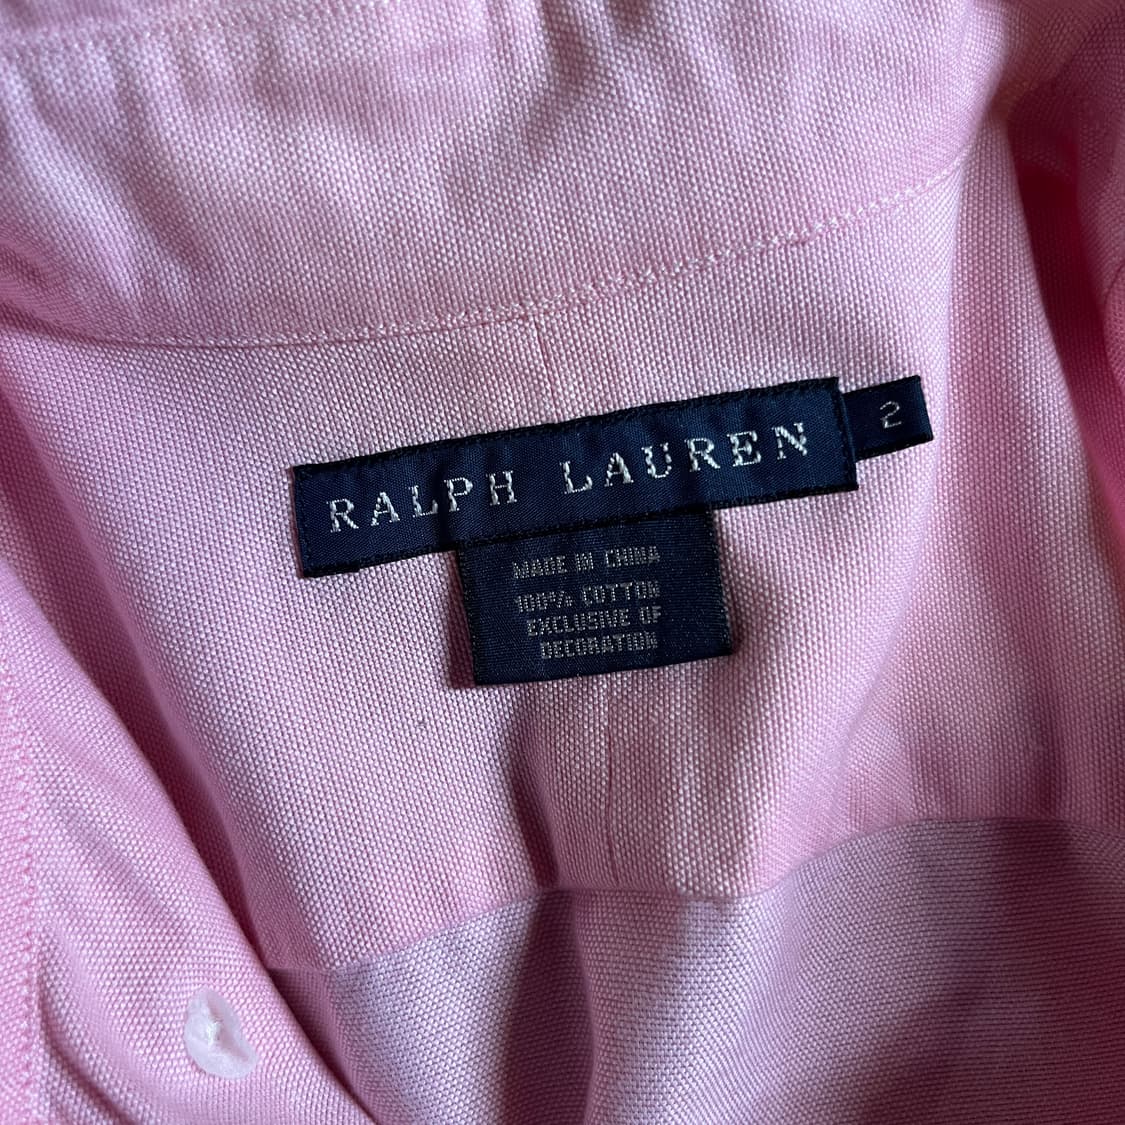 RALPH LAUREN
2
MADE IN CHINA
100% COTTON
EXCLUSIVE OF
DECORATION